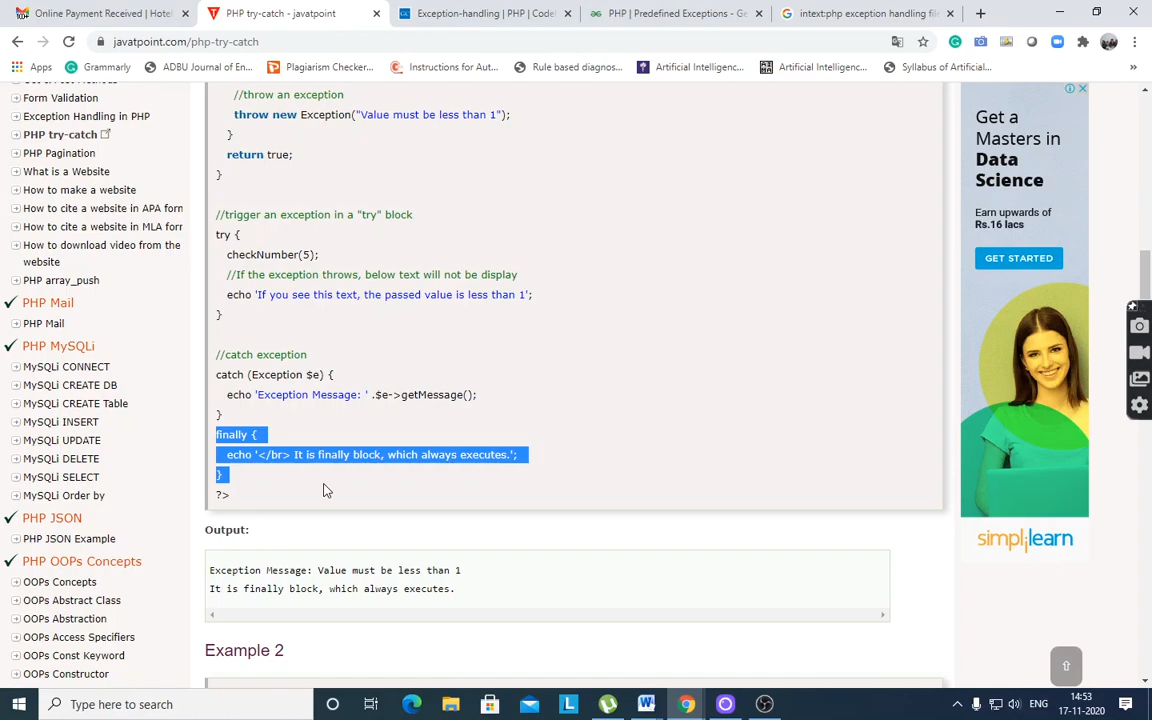 Online Payment Received | Hotel
PHP try-catch - javatpoint
Exception-handling | PHP | Codel
PHP | Predefined Exceptions - Ge
intext:php exception handling file
javatpoint.com/php-try-catch
Apps
Grammarly
ADBU Journal of En...
Plagiarism Checker...
Instructions for Aut...
Rule based diagnos...
Artificial Intelligenc...
Artificial Intelligenc...
Syllabus of Artificial...
Form Validation
Exception Handling in PHP
PHP try-catch
PHP Pagination
What is a Website
How to make a website
How to cite a website in APA forn
How to cite a website in MLA forr
How to download video from the
website
PHP array_push
PHP Mail
PHP Mail
PHP MySQLi
MySQLi CONNECT
MySQLi CREATE DB
MySQLi CREATE Table
MySQLi INSERT
MySQLi UPDATE
MySQLi DELETE
MySQLi SELECT
MySQLi Order by
PHP JSON
PHP JSON Example
PHP OOPs Concepts
OOPs Concepts
OOPs Abstract Class
OOPs Abstraction
OOPs Access Specifiers
OOPs Const Keyword
OOPs Constructor
//throw an exception
throw new Exception("Value must be less than 1");
}
return true;
}
//trigger an exception in a "try" block
try {
checkNumber(5);
//If the exception throws, below text will not be display
echo 'If you see this text, the passed value is less than 1';
}
//catch exception
catch (Exception $e) {
echo 'Exception Message: ' .$e->getMessage();
}
finally {
echo '</br> It is finally block, which always executes.';
}
?>
Output:
Exception Message: Value must be less than 1
It is finally block, which always executes.
Example 2
Get a
Masters in
Data
Science
Earn upwards of
Rs.16 lacs
GET STARTED
simplilearn
Type here to search
ENG
14:53
17-11-2020